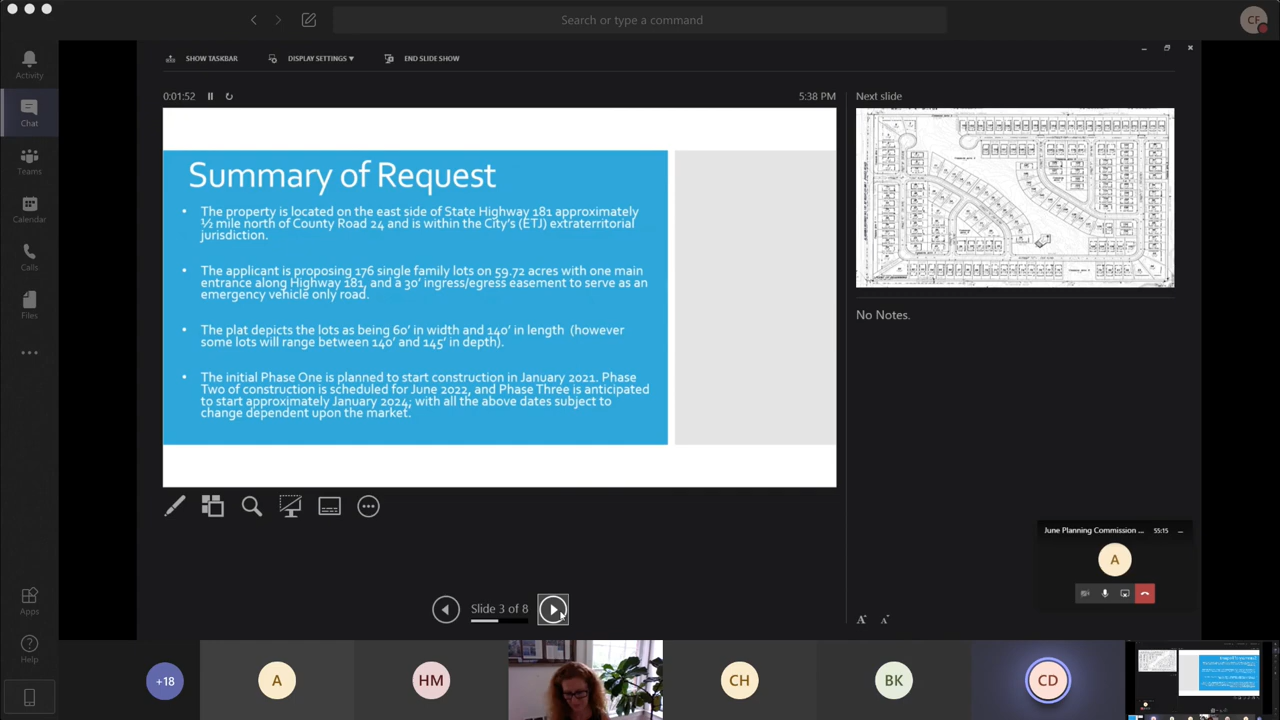 Search or type a command
CF
Activity
Chat
Teams
Calendar
Calls
Files
Apps
Help
SHOW TASKBAR
DISPLAY SETTINGS ▾
END SLIDE SHOW
0:01:52
5:38 PM
Summary of Request
• The property is located on the east side of State Highway 181 approximately
½ mile north of County Road 24 and is within the City's (ETJ) extraterritorial
jurisdiction.
• The applicant is proposing 176 single family lots on 59.72 acres with one main
entrance along Highway 181, and a 30' ingress/egress easement to serve as an
emergency vehicle only road.
• The plat depicts the lots as being 60' in width and 140' in length (however
some lots will range between 140' and 145' in depth).
• The initial Phase One is planned to start construction in January 2021. Phase
Two of construction is scheduled for June 2022, and Phase Three is anticipated
to start approximately January 2024; with all the above dates subject to
change dependent upon the market.
Next slide
No Notes.
June Planning Commission ...
55:15
A
Slide 3 of 8
A
A
+18
A
HM
CH
BK
CD